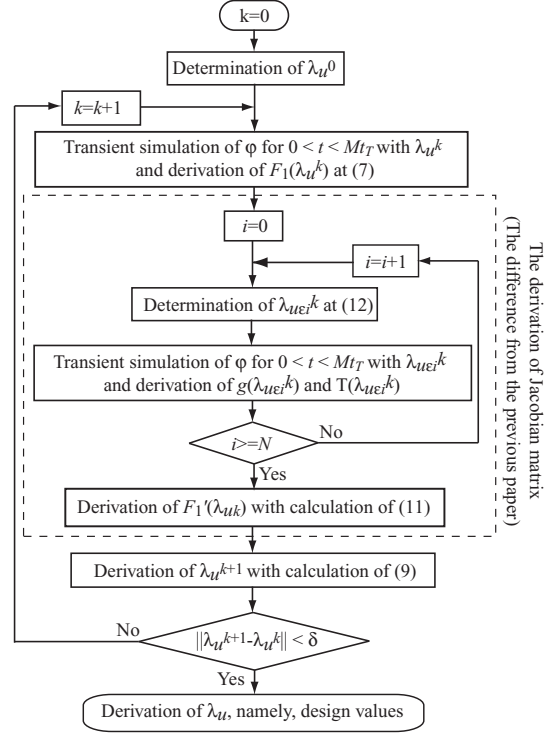 k=0
Determination of λu⁰
k=k+1
Transient simulation of φ for 0 < t < MtT with λuᵏ
and derivation of F1(λuᵏ) at (7)
i=0
i=i+1
Determination of λuεiᵏ at (12)
Transient simulation of φ for 0 < t < MtT with λuεiᵏ
and derivation of g(λuεiᵏ) and T(λuεiᵏ)
i>=N
No
Yes
Derivation of F1'(λuk) with calculation of (11)
The derivation of Jacobian matrix
(The difference from the previous paper)
Derivation of λuᵏ⁺¹ with calculation of (9)
No
||λuᵏ⁺¹-λuᵏ|| < δ
Yes
Derivation of λu, namely, design values